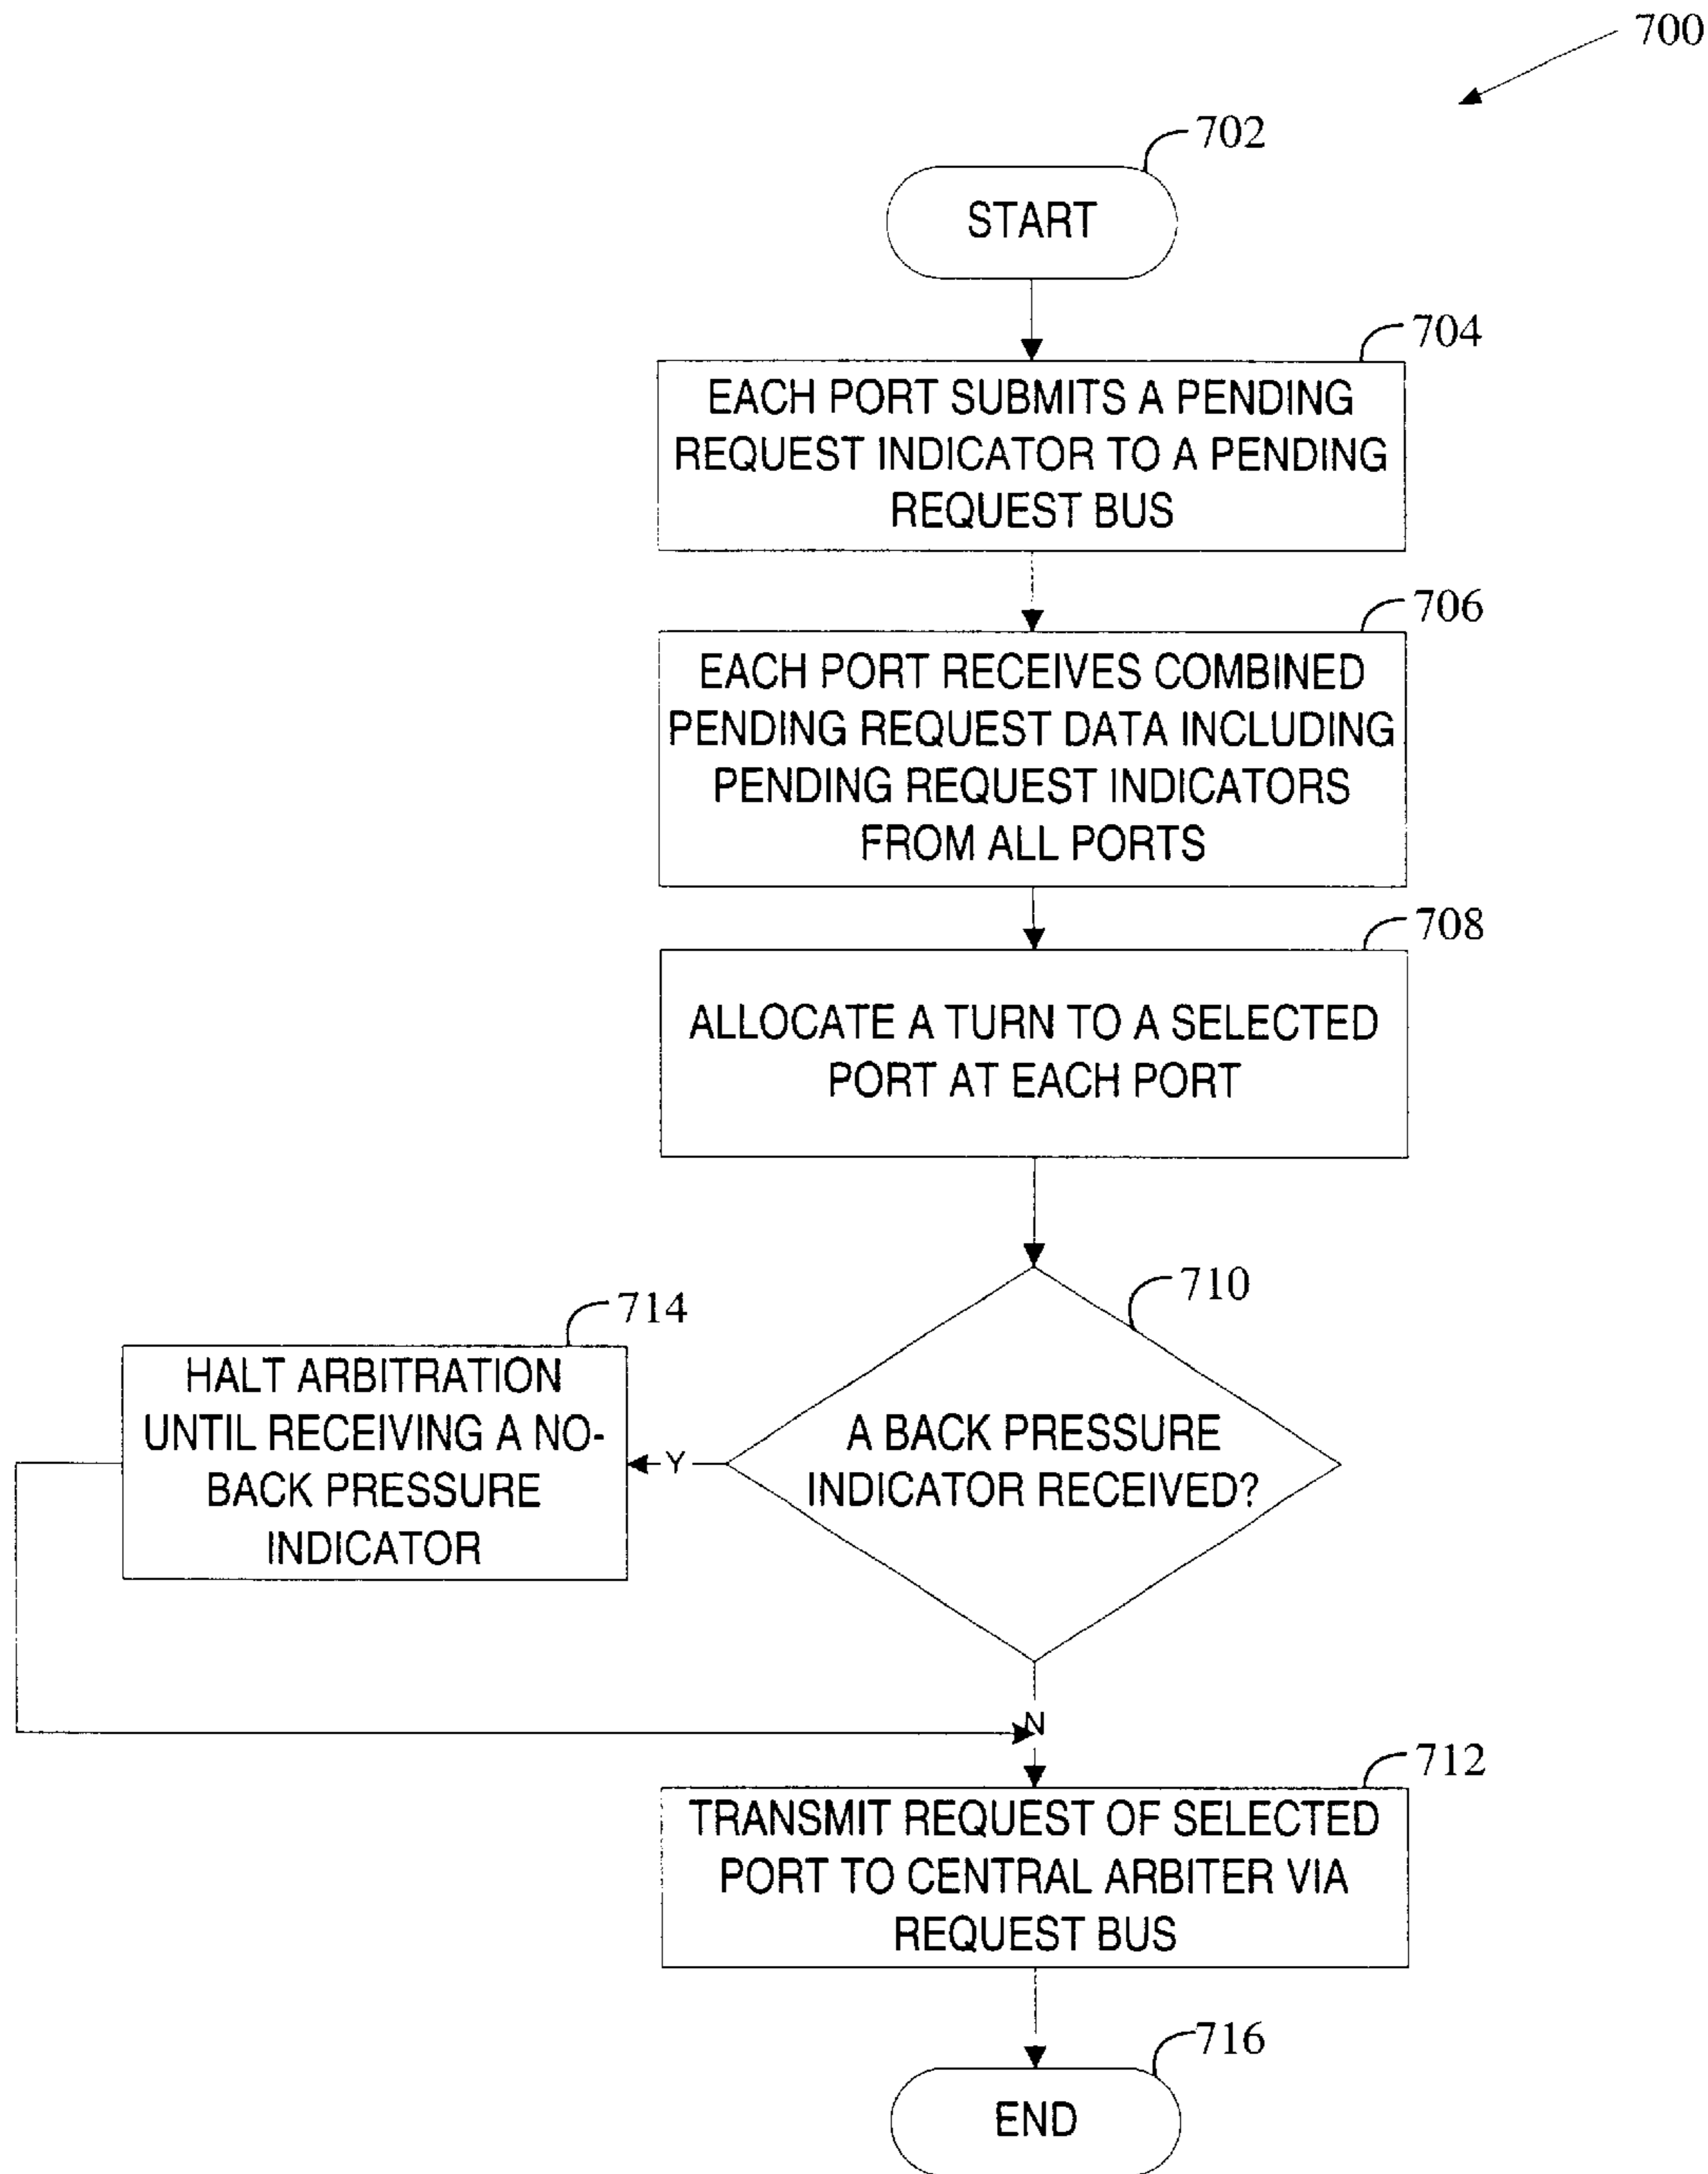 700
702
START
704
EACH PORT SUBMITS A PENDING
REQUEST INDICATOR TO A PENDING
REQUEST BUS
706
EACH PORT RECEIVES COMBINED
PENDING REQUEST DATA INCLUDING
PENDING REQUEST INDICATORS
FROM ALL PORTS
708
ALLOCATE A TURN TO A SELECTED
PORT AT EACH PORT
710
A BACK PRESSURE
INDICATOR RECEIVED?
Y
714
HALT ARBITRATION
UNTIL RECEIVING A NO-
BACK PRESSURE
INDICATOR
N
712
TRANSMIT REQUEST OF SELECTED
PORT TO CENTRAL ARBITER VIA
REQUEST BUS
716
END